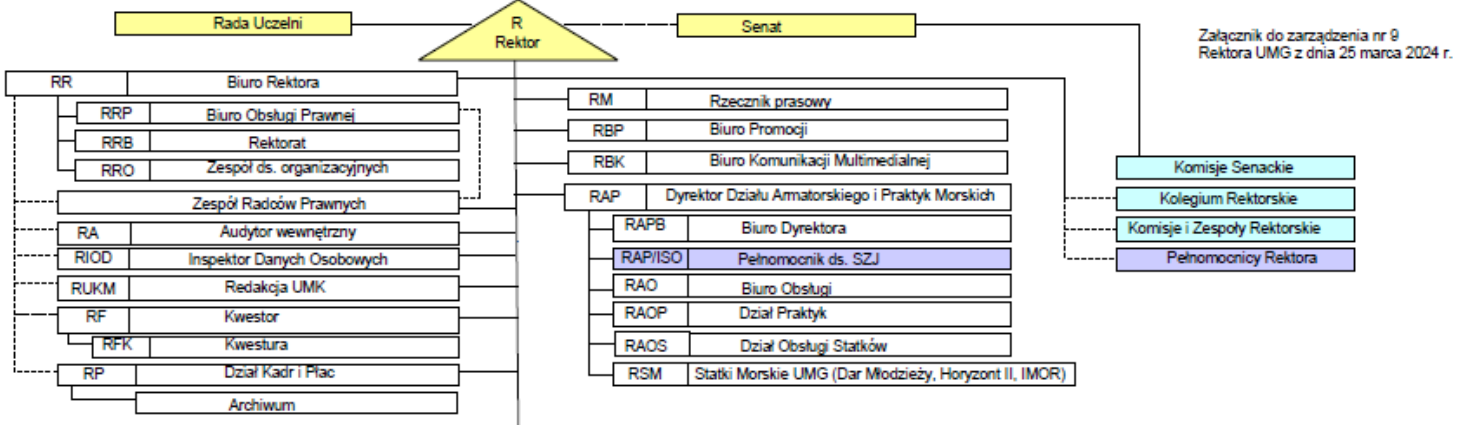 Rada Uczelni
R
Rektor
Senat
Załącznik do zarządzenia nr 9
Rektora UMG z dnia 25 marca 2024 r.
RR Biuro Rektora
RRP Biuro Obsługi Prawnej
RRB Rektorat
RRO Zespół ds. organizacyjnych
Zespół Radców Prawnych
RA Audytor wewnętrzny
RIOD Inspektor Danych Osobowych
RUKM Redakcja UMK
RF Kwestor
RFK Kwestura
RP Dział Kadr i Płac
Archiwum
RM Rzecznik prasowy
RBP Biuro Promocji
RBK Biuro Komunikacji Multimedialnej
RAP Dyrektor Działu Armatorskiego i Praktyk Morskich
RAPB Biuro Dyrektora
RAP/ISO Pełnomocnik ds. SZJ
RAO Biuro Obsługi
RAOP Dział Praktyk
RAOS Dział Obsługi Statków
RSM Statki Morskie UMG (Dar Młodzieży, Horyzont II, IMOR)
Komisje Senackie
Kolegium Rektorskie
Komisje i Zespoły Rektorskie
Pełnomocnicy Rektora